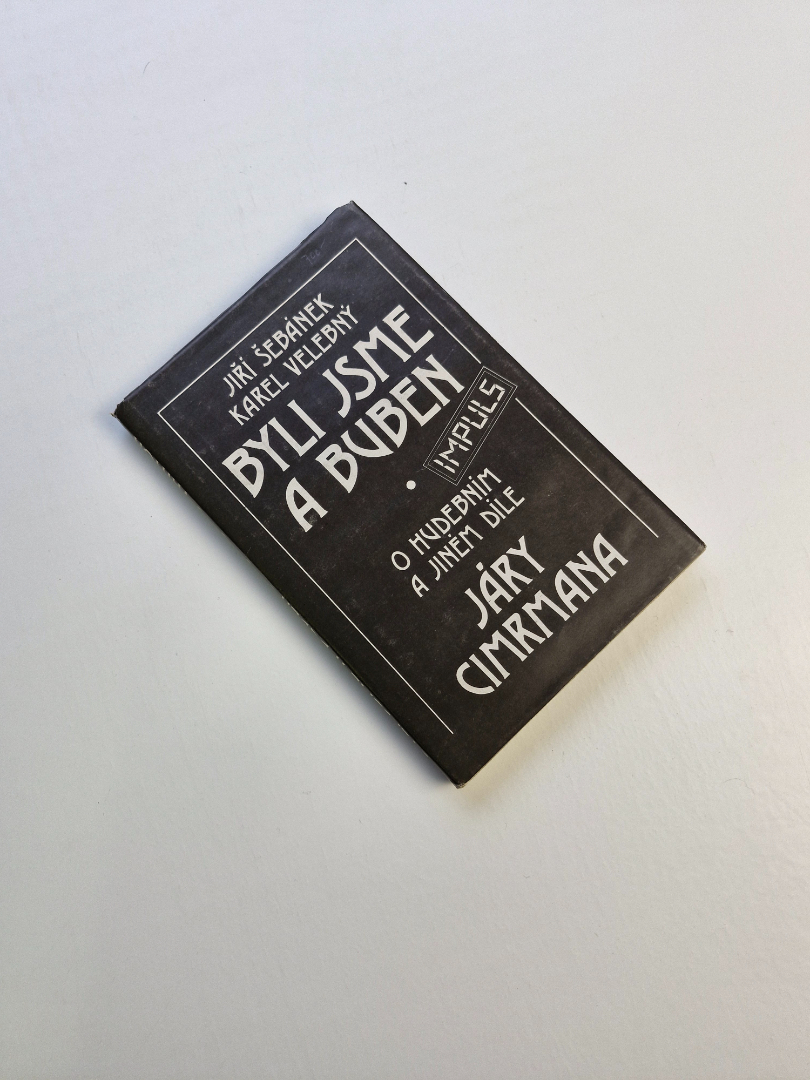 JIŘÍ ŠEBÁNEK
KAREL VELEBNÝ
BYLI JSME
A BUBEN
IMPULS
O HUDEBNÍM
A JINÉM DÍLE
JÁRY
CIMRMANA